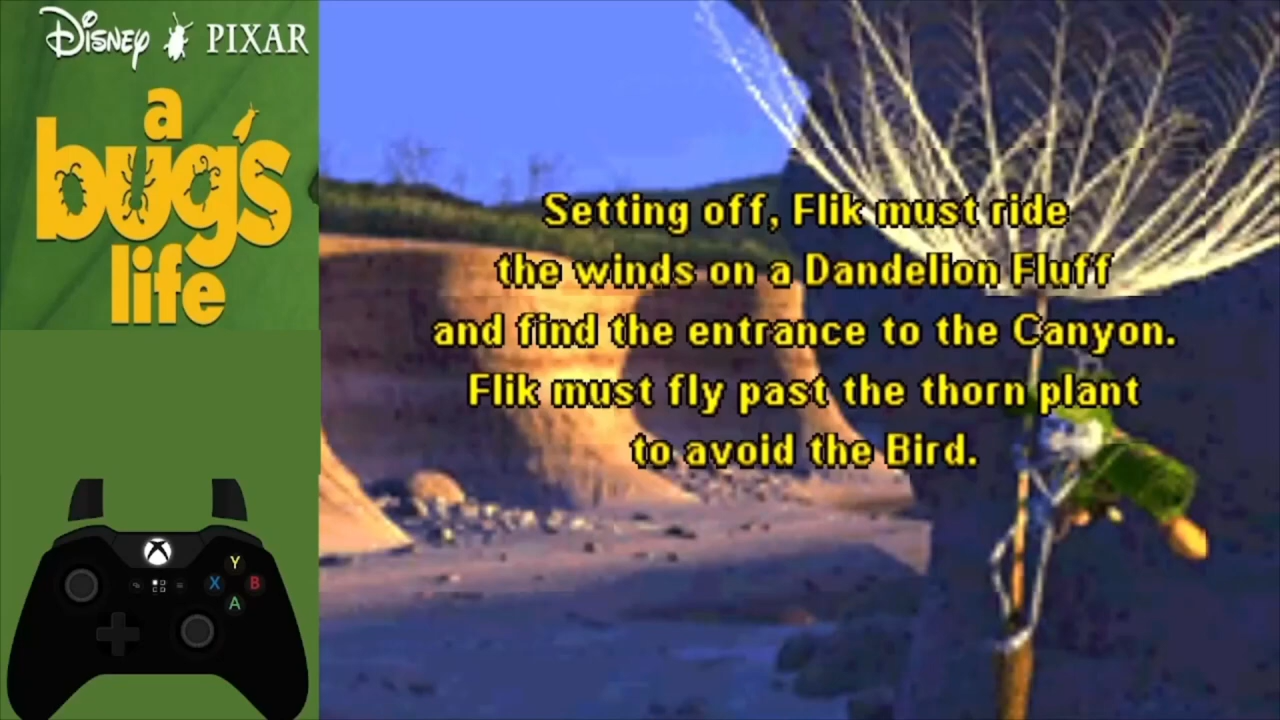 Disney PIXAR
a
bug's
life
Setting off, Flik must ride
the winds on a Dandelion Fluff
and find the entrance to the Canyon.
Flik must fly past the thorn plant
to avoid the Bird.
Y
X B
A